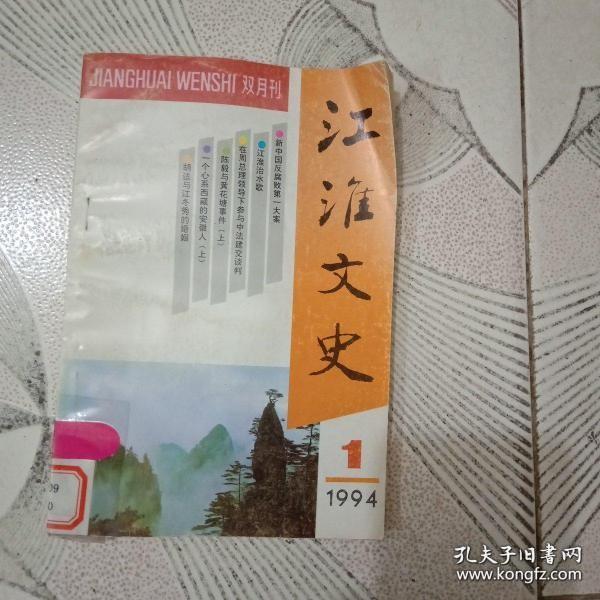 JIANGHUAI WENSHI 双月刊
江淮文史
新中国反腐败第一大案
江淮治水歌
在周总理领导下参与中法建交谈判
陈毅与黄花塘事件(上)
一个心系西藏的安徽人(上)
胡适与江冬秀的婚姻
1
1994
09
0
孔夫子旧书网
www.kongfz.com